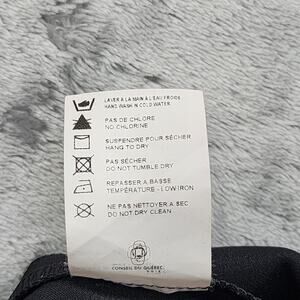 LAVER A LA MAIN À L'EAU FROIDE
HAND WASH IN COLD WATER
PAS DE CHLORE
NO CHLORINE
SUSPENDRE POUR SÉCHER
HANG TO DRY
PAS SÉCHER
DO NOT TUMBLE DRY
REPASSER A BASSE
TEMPÉRATURE - LOW IRON
NE PAS NETTOYER A SEC
DO NOT DRY CLEAN
CONSEIL DU QUÉBEC